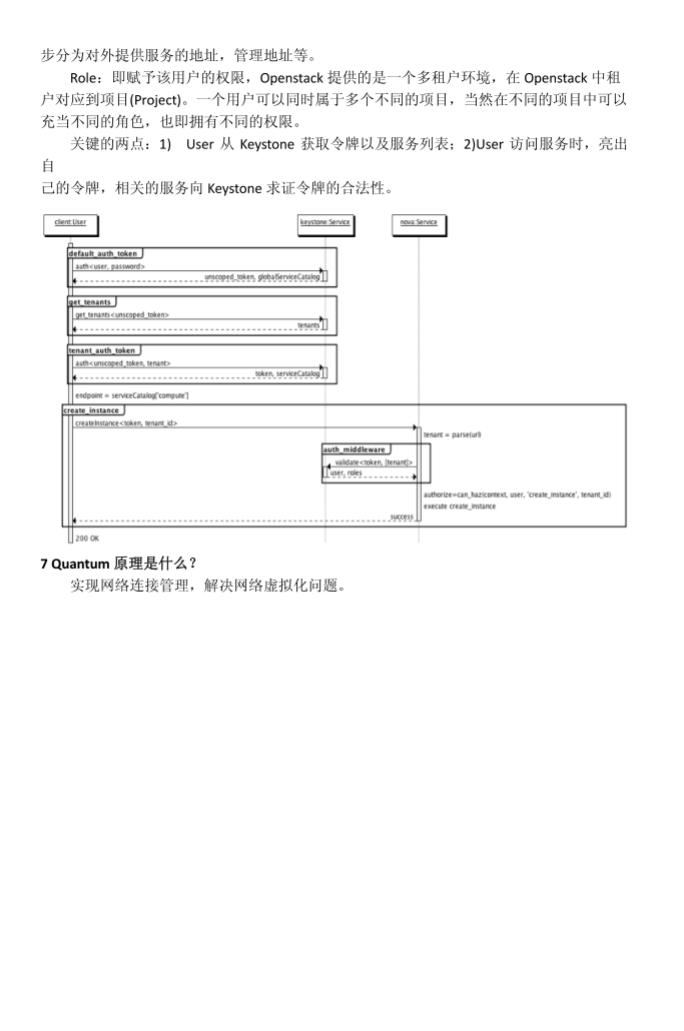 步分为对外提供服务的地址，管理地址等。
Role：即赋予该用户的权限，Openstack 提供的是一个多租户环境，在 Openstack 中租
户对应到项目(Project)。一个用户可以同时属于多个不同的项目，当然在不同的项目中可以
充当不同的角色，也即拥有不同的权限。
关键的两点：1) User 从 Keystone 获取令牌以及服务列表；2)User 访问服务时，亮出
自
己的令牌，相关的服务向 Keystone 求证令牌的合法性。
client:User
keystone:Service
nova:Service
default_auth_token
auth<user, password>
unscoped_token, globalServiceCatalog
get_tenants
get_tenants<unscoped_token>
tenants
tenant_auth_token
auth<unscoped_token, tenant>
token, serviceCatalog
endpoint = serviceCatalog['compute']
create_instance
createInstance<token, tenant_id>
tenant = parse(url)
auth_middleware
validate<token, [tenant]>
user, roles
authorize=can_haz(context, user, 'create_instance', tenant_id)
execute create_instance
success
200 OK
7 Quantum 原理是什么？
实现网络连接管理，解决网络虚拟化问题。